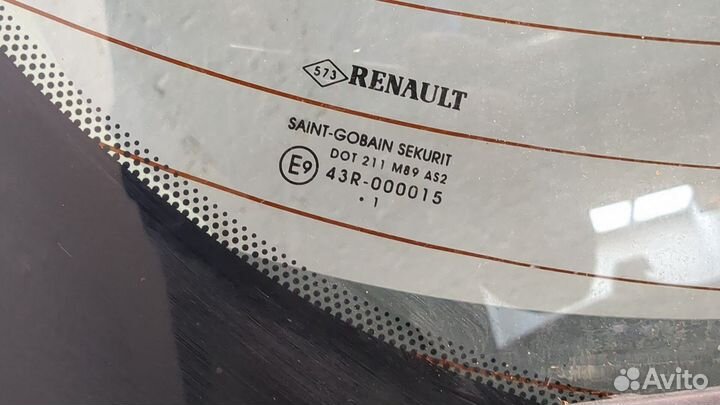 573 RENAULT
SAINT-GOBAIN SEKURIT
DOT 211 M89 AS2
E9 43R-000015
. 1
Avito